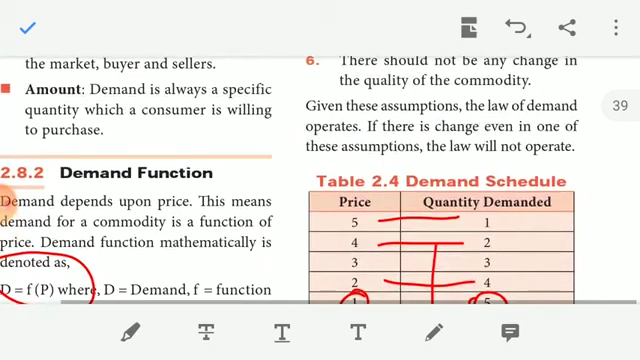 the market, buyer and sellers.
Amount: Demand is always a specific
quantity which a consumer is willing
to purchase.
2.8.2 Demand Function
Demand depends upon price. This means
demand for a commodity is a function of
price. Demand function mathematically is
denoted as,
D = f (P) where, D = Demand, f = function
6. There should not be any change in
the quality of the commodity.
Given these assumptions, the law of demand
operates. If there is change even in one of
these assumptions, the law will not operate.
Table 2.4 Demand Schedule
Price Quantity Demanded
5 1
4 2
3 3
2 4
1 5
39